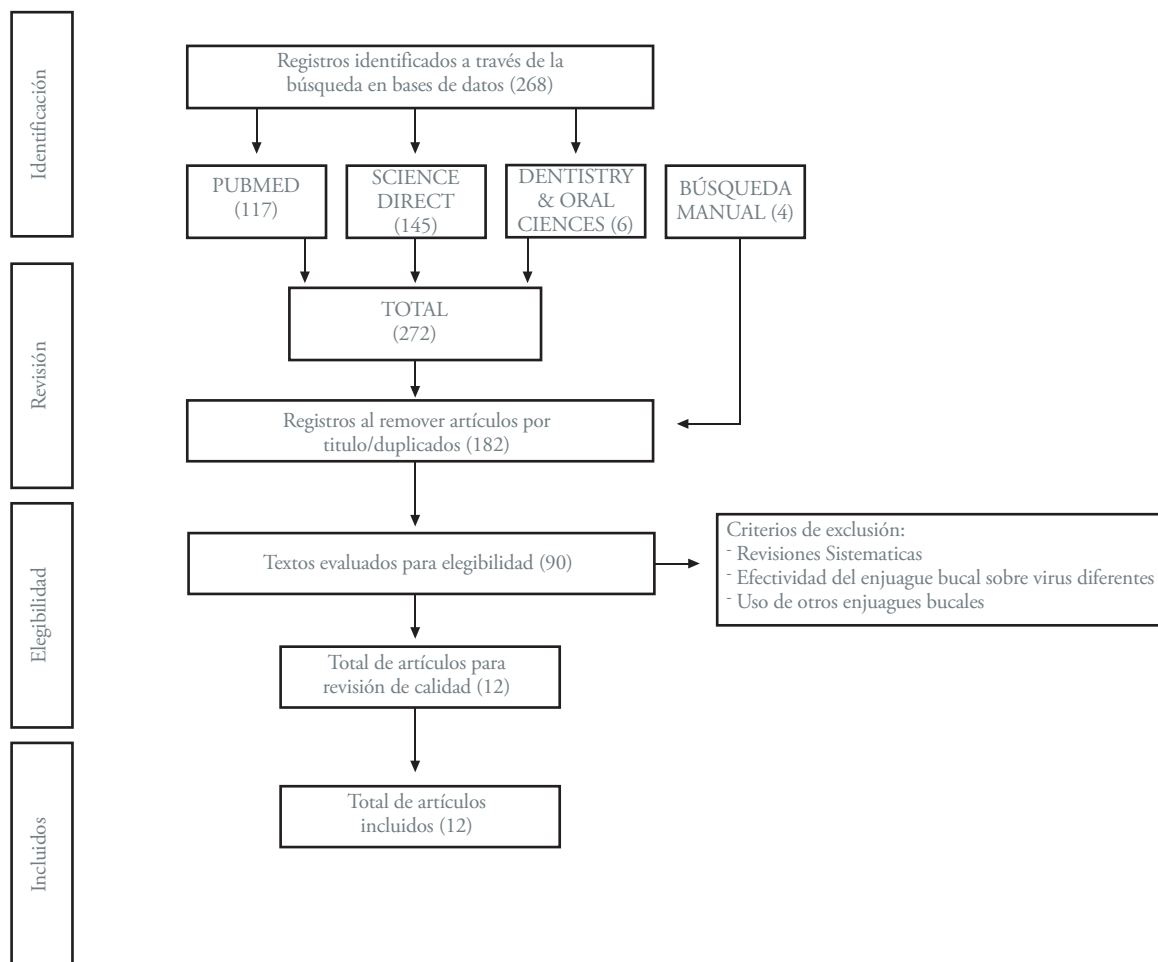 Identificación
Registros identificados a través de la
búsqueda en bases de datos (268)
PUBMED
(117)
SCIENCE
DIRECT
(145)
DENTISTRY
& ORAL
CIENCES (6)
BÚSQUEDA
MANUAL (4)
Revisión
TOTAL
(272)
Registros al remover artículos por
titulo/duplicados (182)
Elegibilidad
Textos evaluados para elegibilidad (90)
Criterios de exclusión:
- Revisiones Sistematicas
- Efectividad del enjuague bucal sobre virus diferentes
- Uso de otros enjuagues bucales
Total de artículos para
revisión de calidad (12)
Incluidos
Total de artículos
incluidos (12)